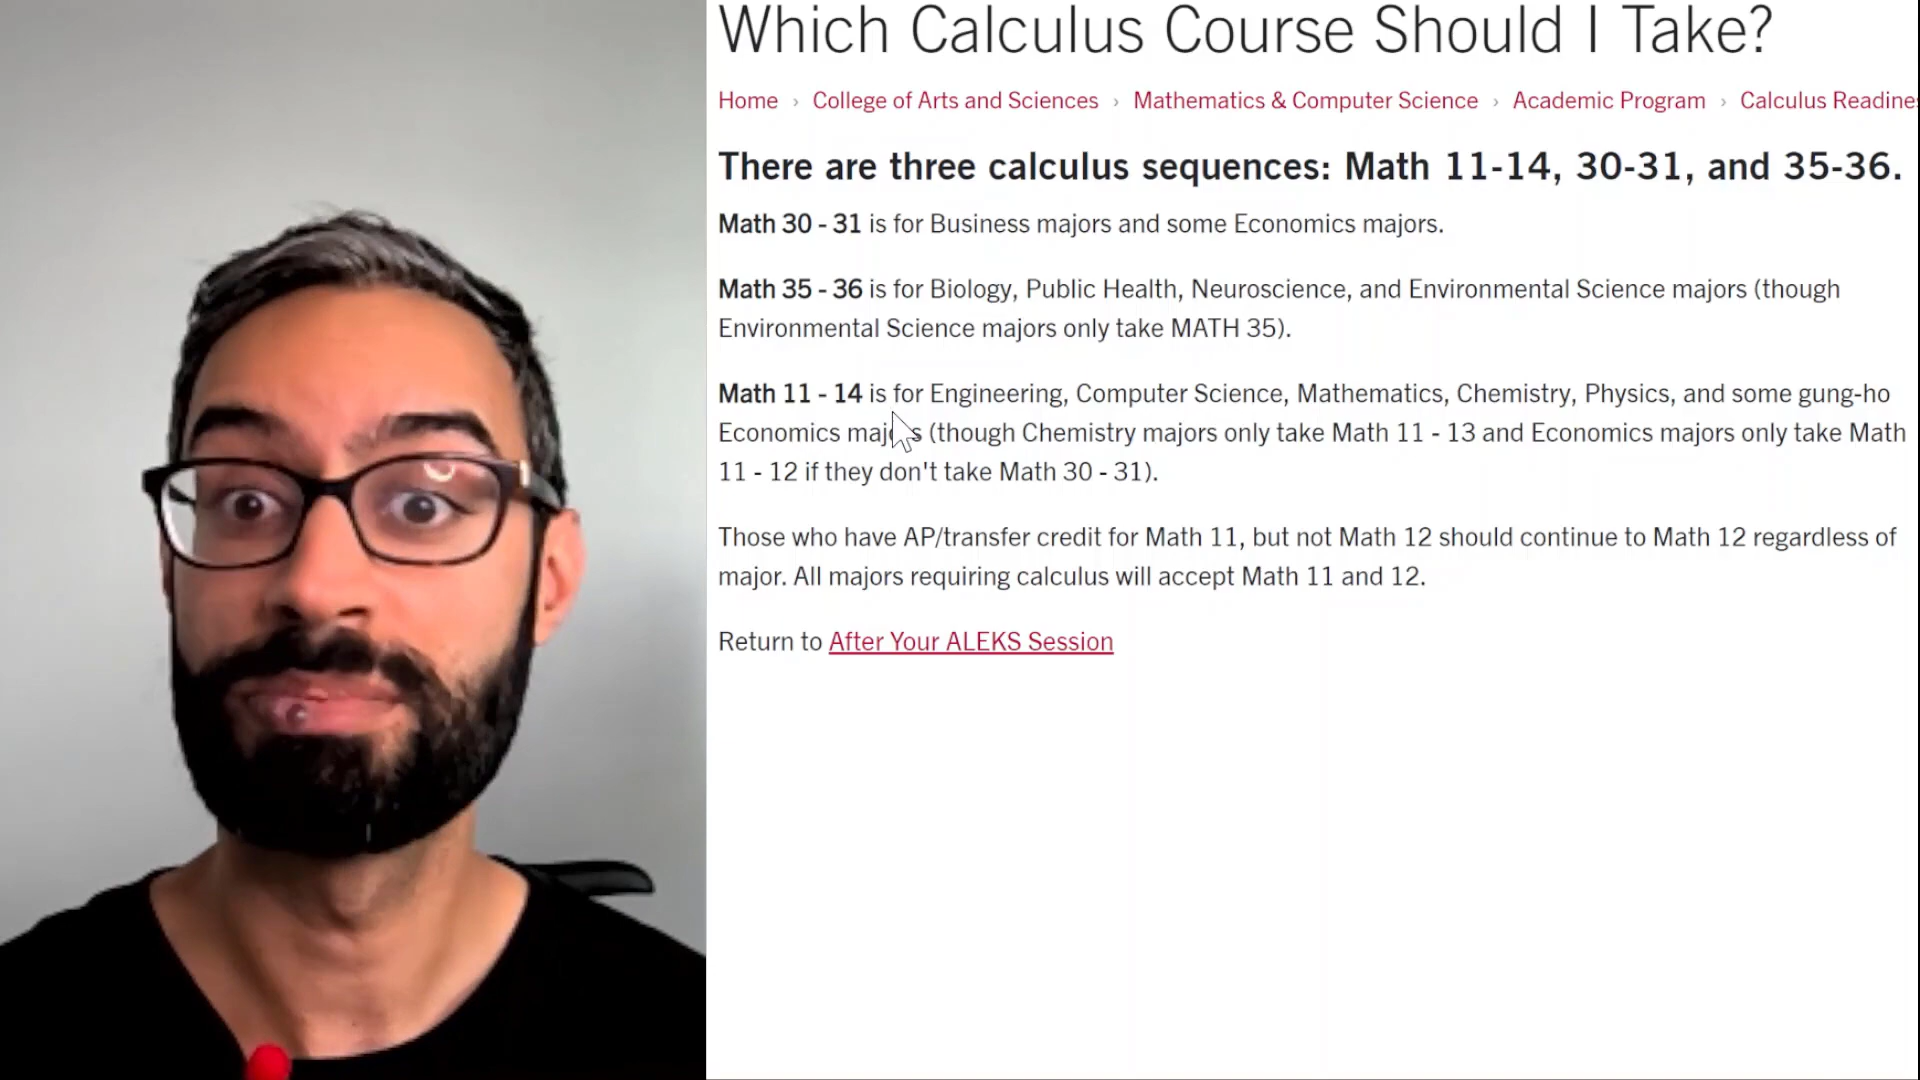 Which Calculus Course Should I Take?
Home › College of Arts and Sciences › Mathematics & Computer Science › Academic Program › Calculus Readines
There are three calculus sequences: Math 11-14, 30-31, and 35-36.
Math 30 - 31 is for Business majors and some Economics majors.
Math 35 - 36 is for Biology, Public Health, Neuroscience, and Environmental Science majors (though
Environmental Science majors only take MATH 35).
Math 11 - 14 is for Engineering, Computer Science, Mathematics, Chemistry, Physics, and some gung-ho
Economics majors (though Chemistry majors only take Math 11 - 13 and Economics majors only take Math
11 - 12 if they don't take Math 30 - 31).
Those who have AP/transfer credit for Math 11, but not Math 12 should continue to Math 12 regardless of
major. All majors requiring calculus will accept Math 11 and 12.
Return to After Your ALEKS Session